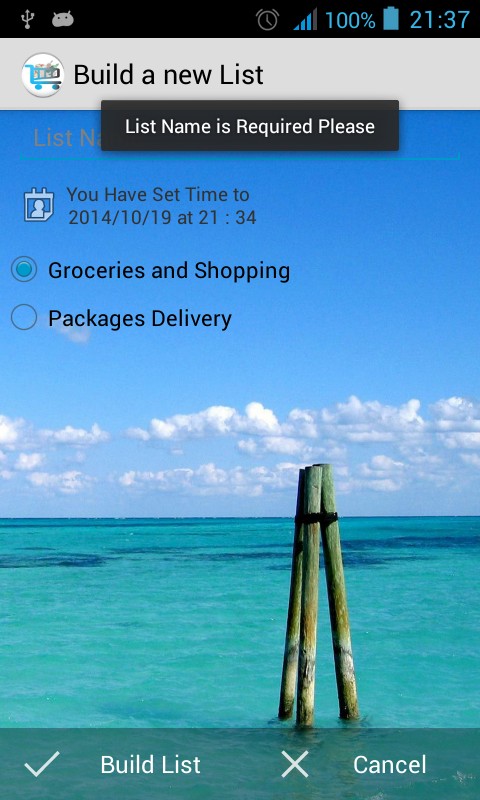 100% 21:37
Build a new List
List Name is Required Please
List Na
You Have Set Time to
2014/10/19 at 21 : 34
Groceries and Shopping
Packages Delivery
Build List Cancel